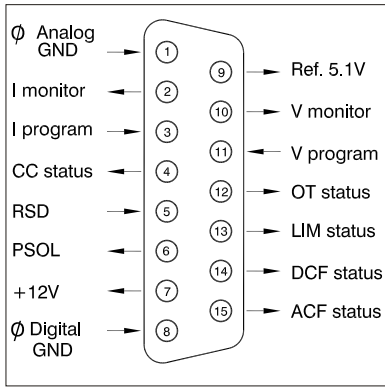 ϕ Analog
GND
I monitor
I program
CC status
RSD
PSOL
+12V
ϕ Digital
GND
1
2
3
4
5
6
7
8
9
10
11
12
13
14
15
Ref. 5.1V
V monitor
V program
OT status
LIM status
DCF status
ACF status